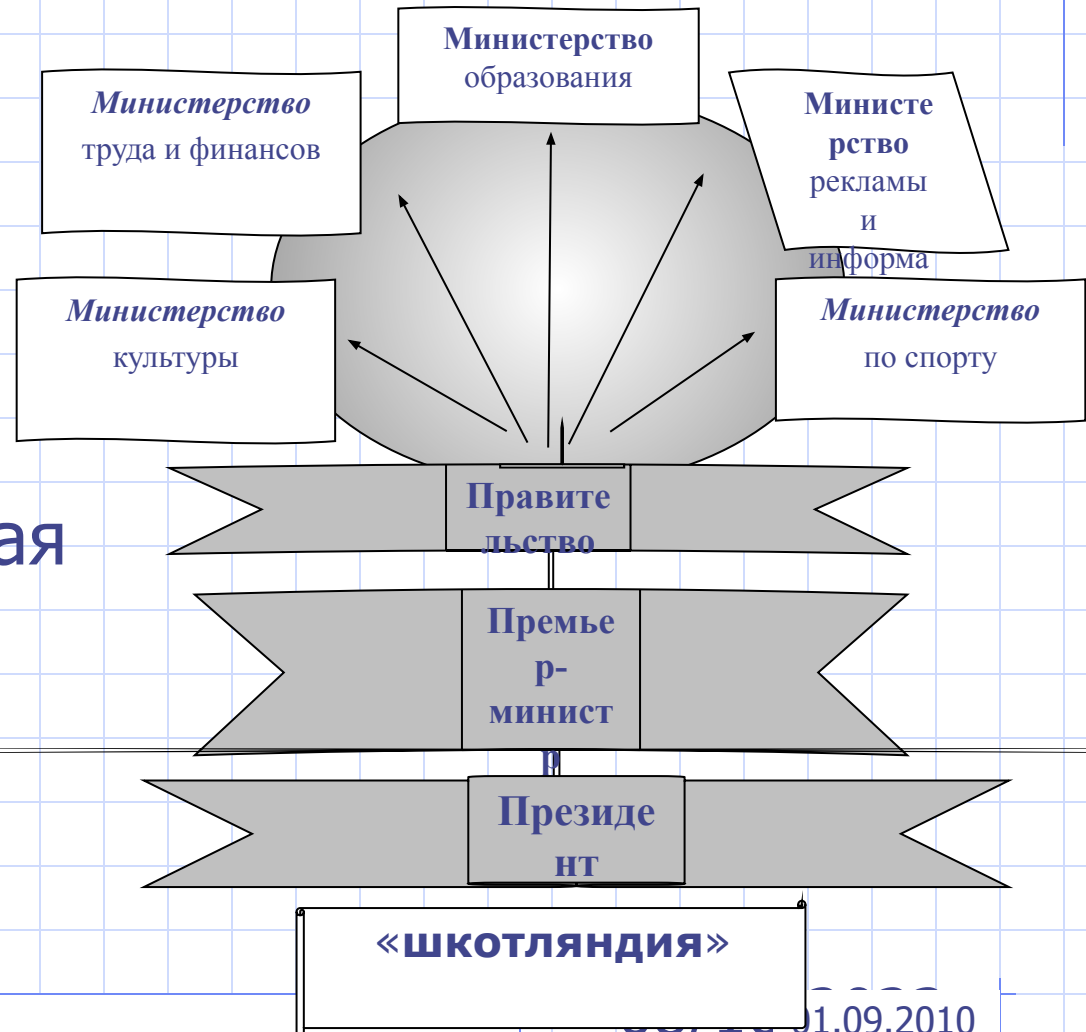 Министерство
образования
Министерство
труда и финансов
Министе
рство
рекламы
и
информа
Министерство
культуры
Министерство
по спорту
Правите
льство
ая
Премье
р-
минист
р
Президе
нт
«школяндия»
01.09.2010